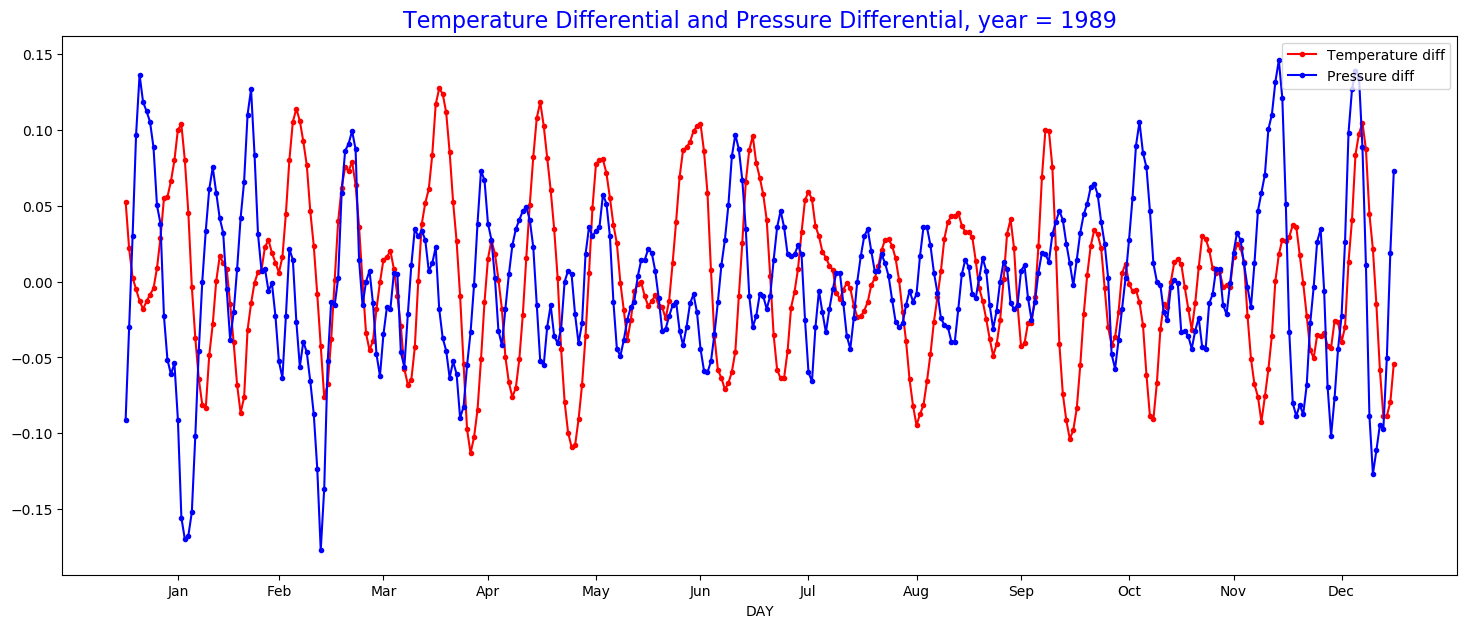 Temperature Differential and Pressure Differential, year = 1989
0.15
0.10
0.05
0.00
−0.05
−0.10
−0.15
Temperature diff
Pressure diff
Jan Feb Mar Apr May Jun Jul Aug Sep Oct Nov Dec
DAY